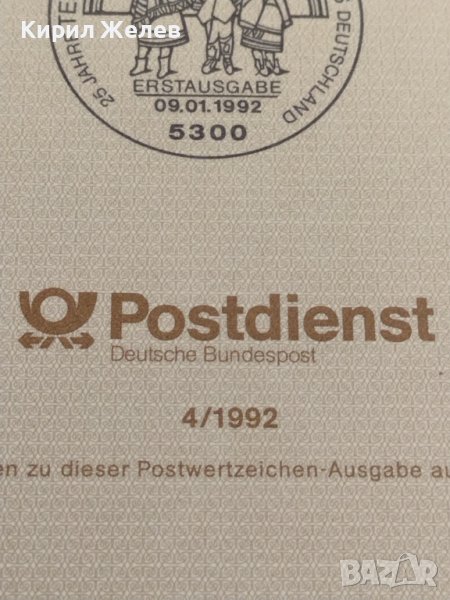 Кирил Желев
25 JAHRE
DEUTSCHLAND
ERSTAUSGABE
09.01.1992
5300
Postdienst
Deutsche Bundespost
4/1992
zu dieser Postwertzeichen-Ausgabe
bazar